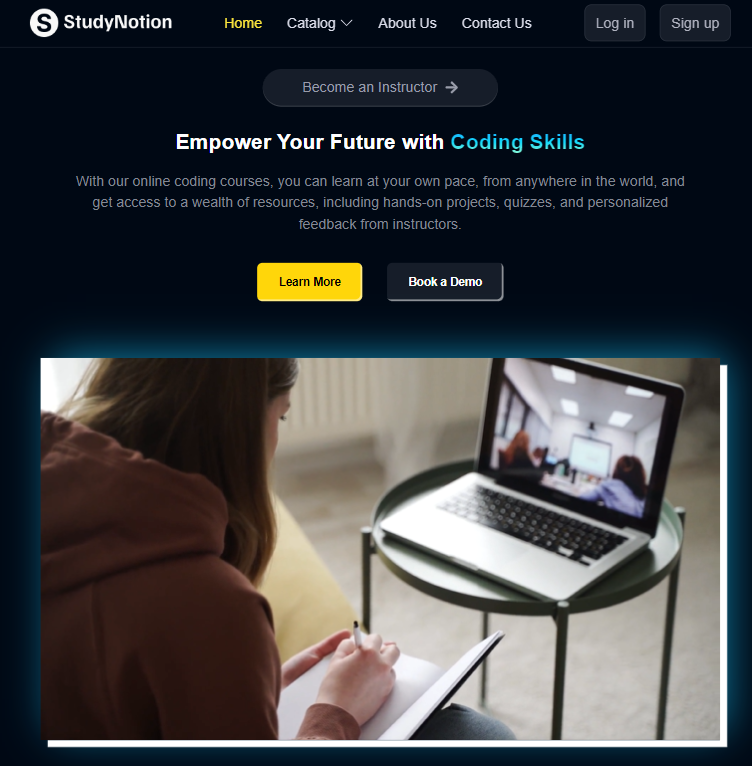 S StudyNotion Home Catalog About Us Contact Us Log in Sign up
Become an Instructor
Empower Your Future with Coding Skills
With our online coding courses, you can learn at your own pace, from anywhere in the world, and
get access to a wealth of resources, including hands-on projects, quizzes, and personalized
feedback from instructors.
Learn More Book a Demo